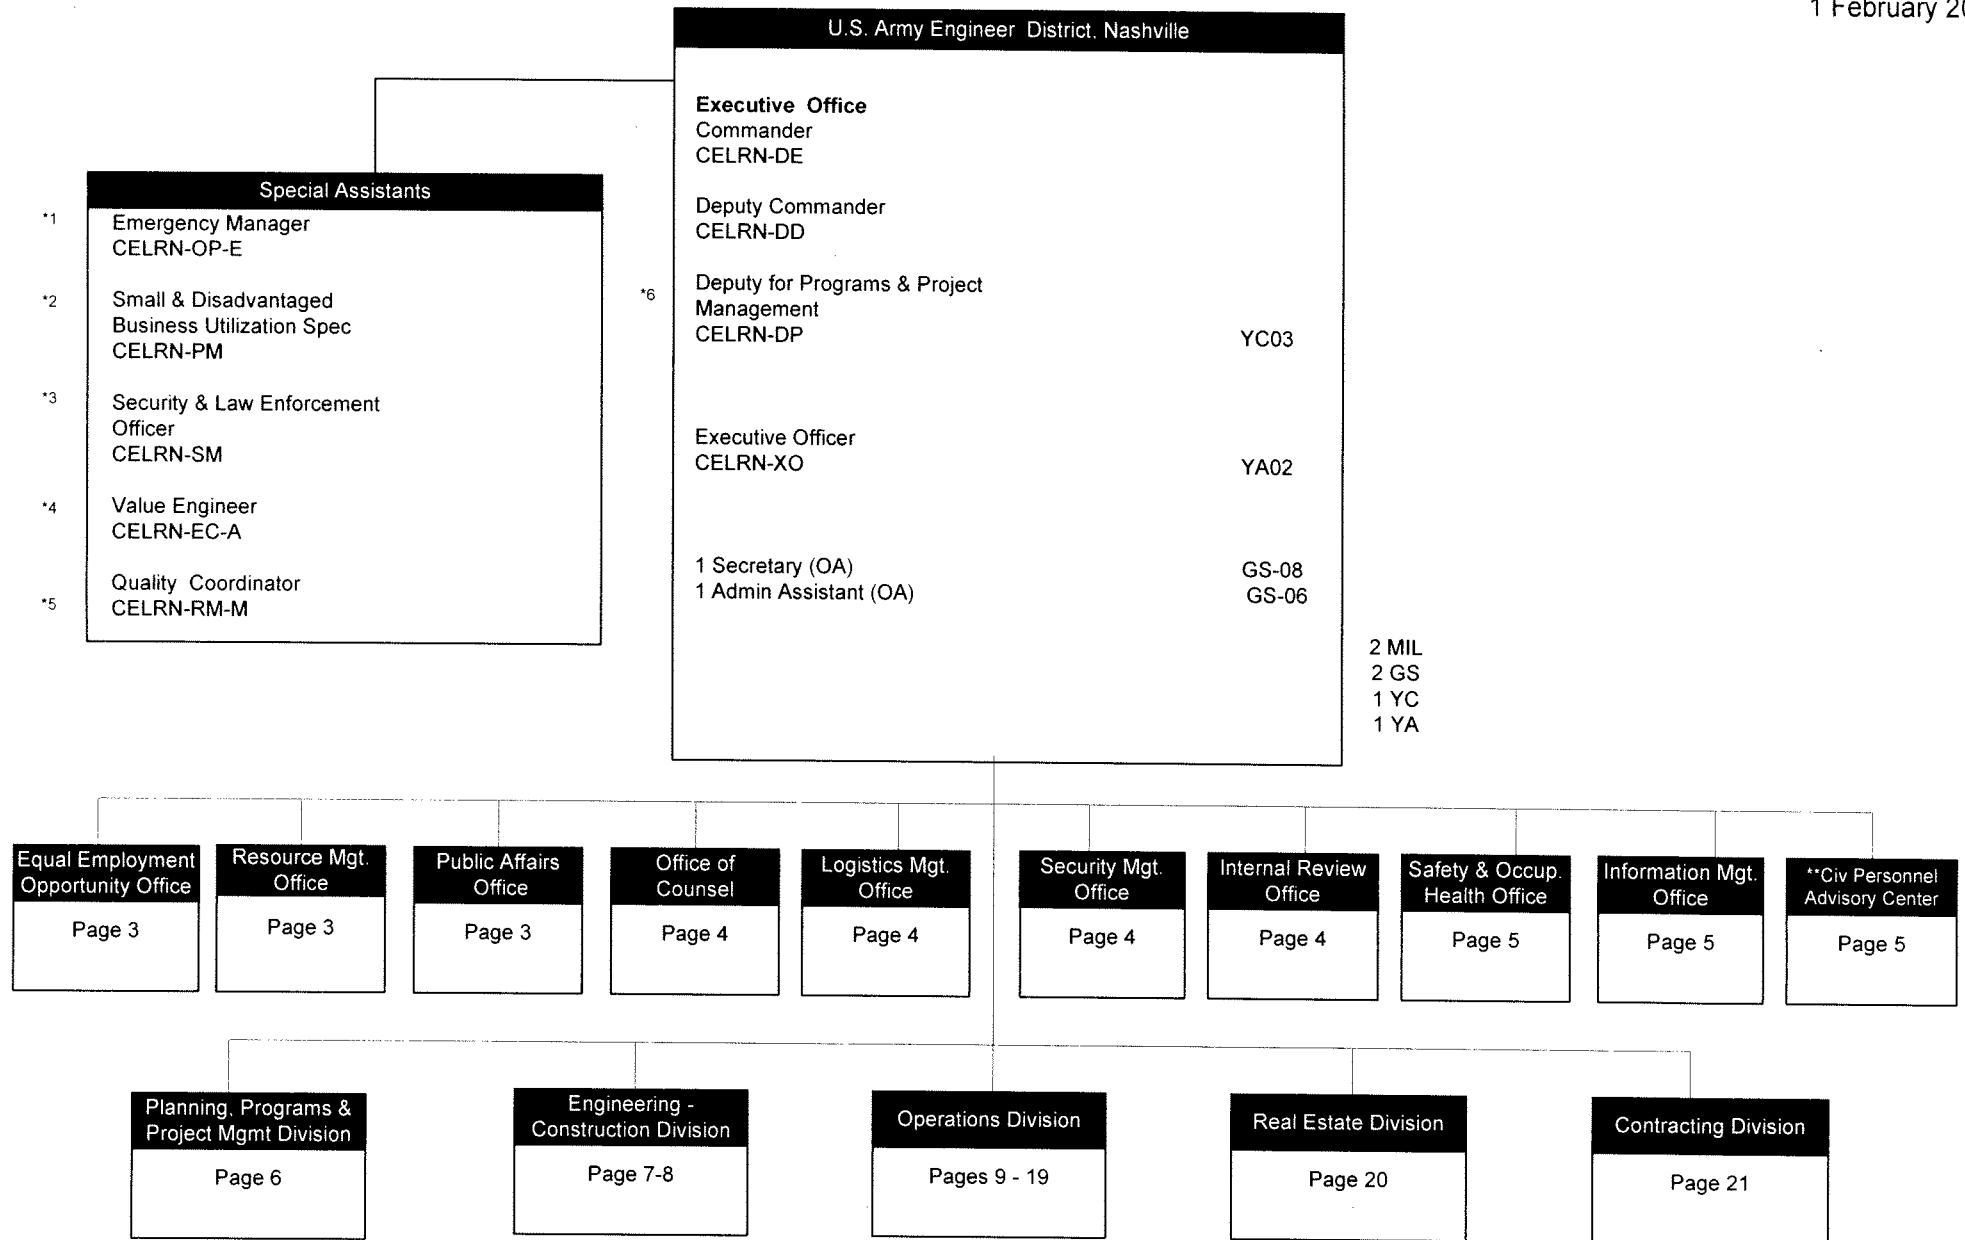 1 February
U.S. Army Engineer District, Nashville
Executive Office
Commander
CELRN-DE
Deputy Commander
CELRN-DD
*6 Deputy for Programs & Project
Management
CELRN-DP YC03
Executive Officer
CELRN-XO YA02
1 Secretary (OA) GS-08
1 Admin Assistant (OA) GS-06
2 MIL
2 GS
1 YC
1 YA
Special Assistants
*1 Emergency Manager
CELRN-OP-E
*2 Small & Disadvantaged
Business Utilization Spec
CELRN-PM
*3 Security & Law Enforcement
Officer
CELRN-SM
*4 Value Engineer
CELRN-EC-A
Quality Coordinator
*5 CELRN-RM-M
Equal Employment
Opportunity Office
Page 3
Resource Mgt.
Office
Page 3
Public Affairs
Office
Page 3
Office of
Counsel
Page 4
Logistics Mgt.
Office
Page 4
Security Mgt.
Office
Page 4
Internal Review
Office
Page 4
Safety & Occup.
Health Office
Page 5
Information Mgt.
Office
Page 5
**Civ Personnel
Advisory Center
Page 5
Planning, Programs &
Project Mgmt Division
Page 6
Engineering -
Construction Division
Page 7-8
Operations Division
Pages 9 - 19
Real Estate Division
Page 20
Contracting Division
Page 21